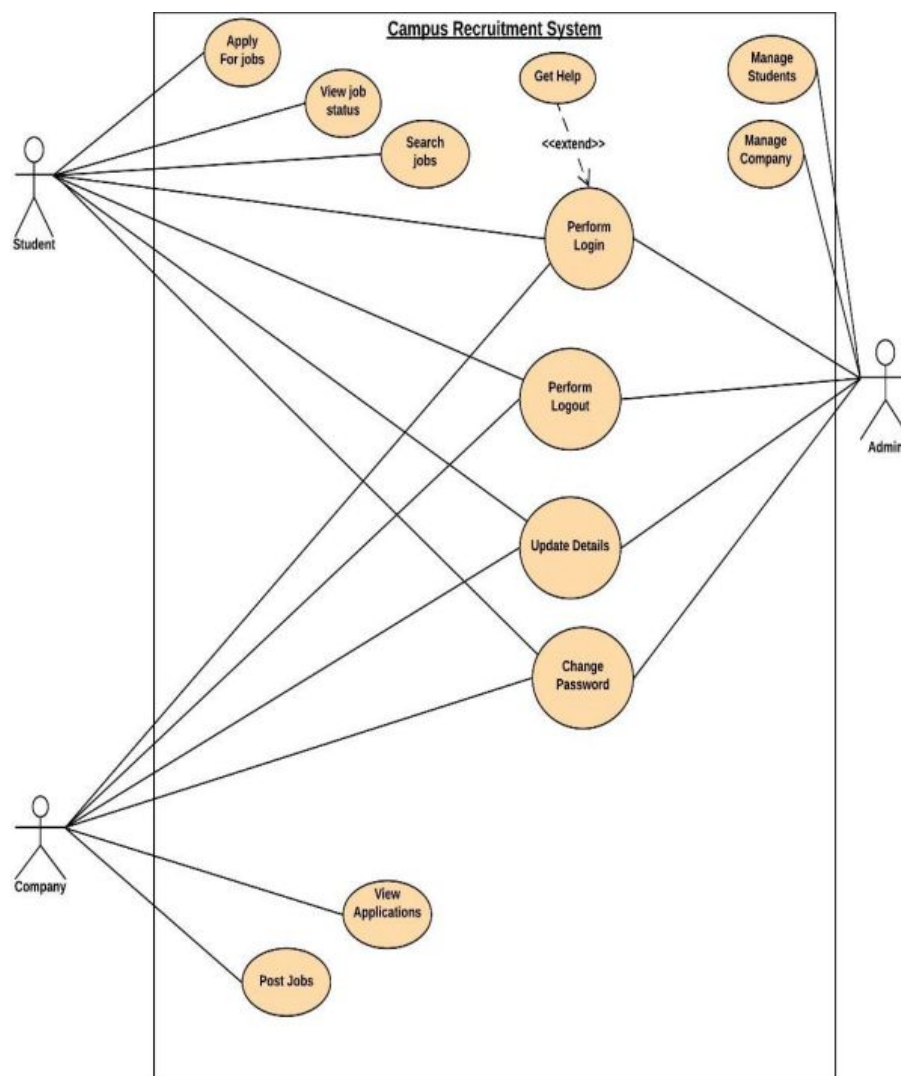 Campus Recruitment System
Apply
For jobs
View job
status
Search
jobs
Get Help
<<extend>>
Manage
Students
Manage
Company
Student
Perform
Login
Perform
Logout
Admin
Update Details
Change
Password
Company
View
Applications
Post Jobs